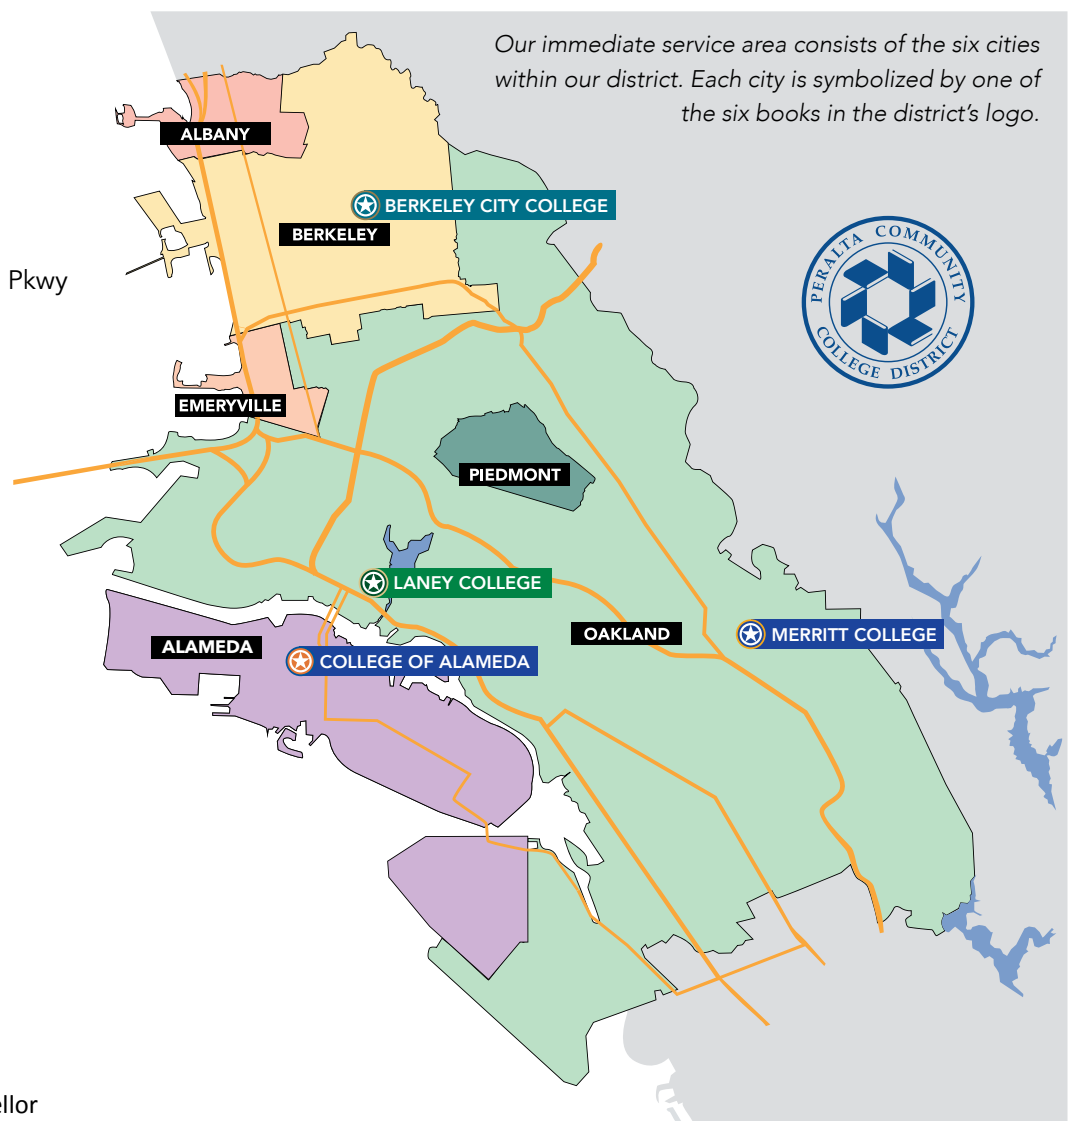 Our immediate service area consists of the six cities
within our district. Each city is symbolized by one of
the six books in the district's logo.
ALBANY
BERKELEY CITY COLLEGE
BERKELEY
PERALTA COMMUNITY
COLLEGE DISTRICT
Pkwy
EMERYVILLE
PIEDMONT
LANEY COLLEGE
OAKLAND
MERRITT COLLEGE
ALAMEDA
COLLEGE OF ALAMEDA
ellor